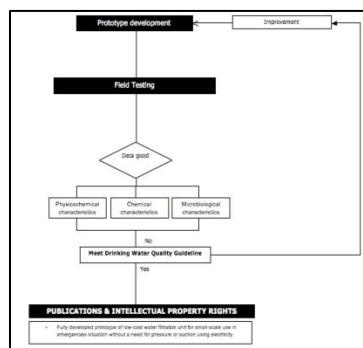 Prototype development
Improvement
Field Testing
Data good
Physicochemical
characteristics
Chemical
characteristics
Microbiological
characteristics
No
Meet Drinking Water Quality Guideline
Yes
PUBLICATIONS & INTELLECTUAL PROPERTY RIGHTS
• Fully developed prototype of low-cost water filtration unit for small-scale use in
emergencies situation without a need for pressure or suction using electricity.